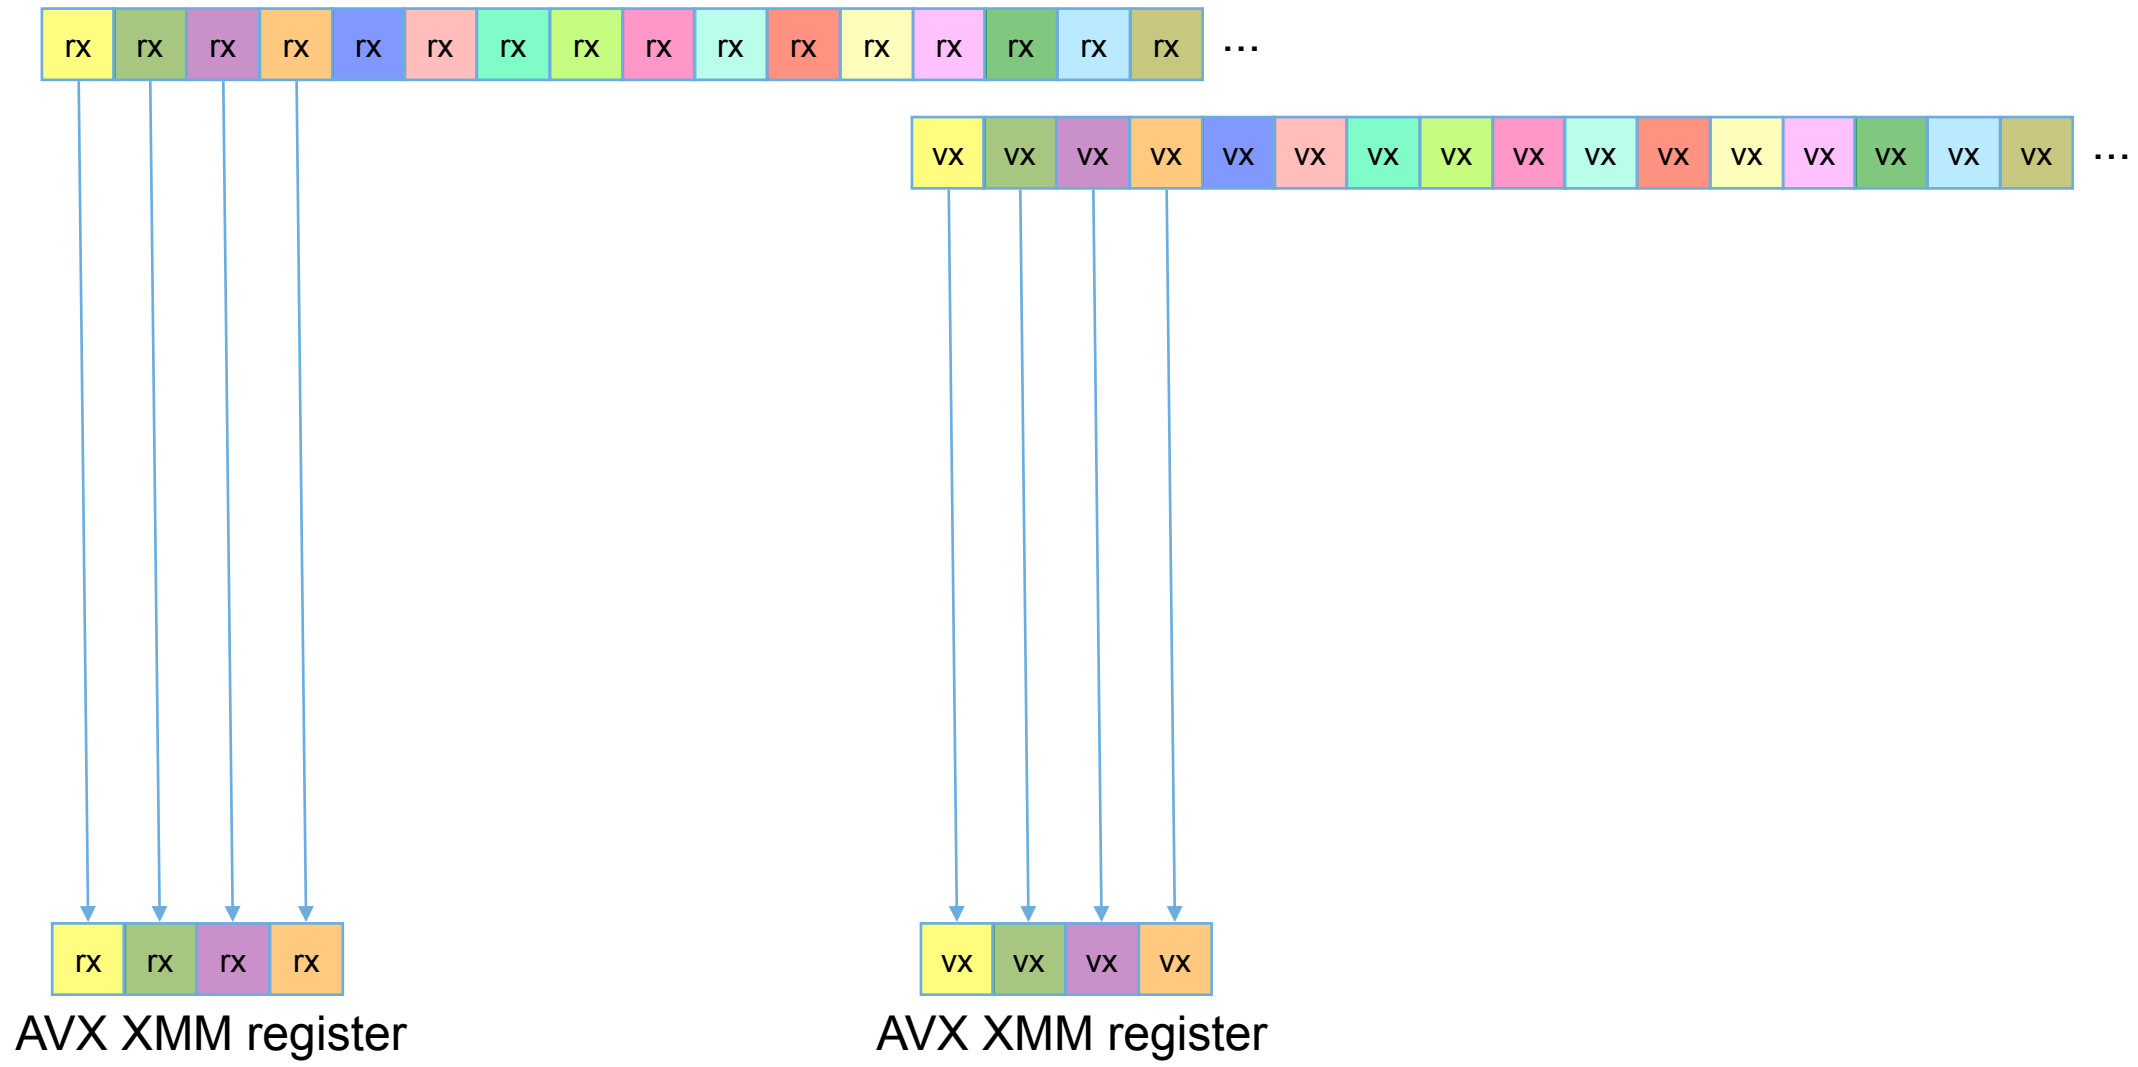 rx rx rx rx rx rx rx rx rx rx rx rx rx rx rx rx ...
vx vx vx vx vx vx vx vx vx vx vx vx vx vx vx vx ...
rx rx rx rx
vx vx vx vx
AVX XMM register
AVX XMM register